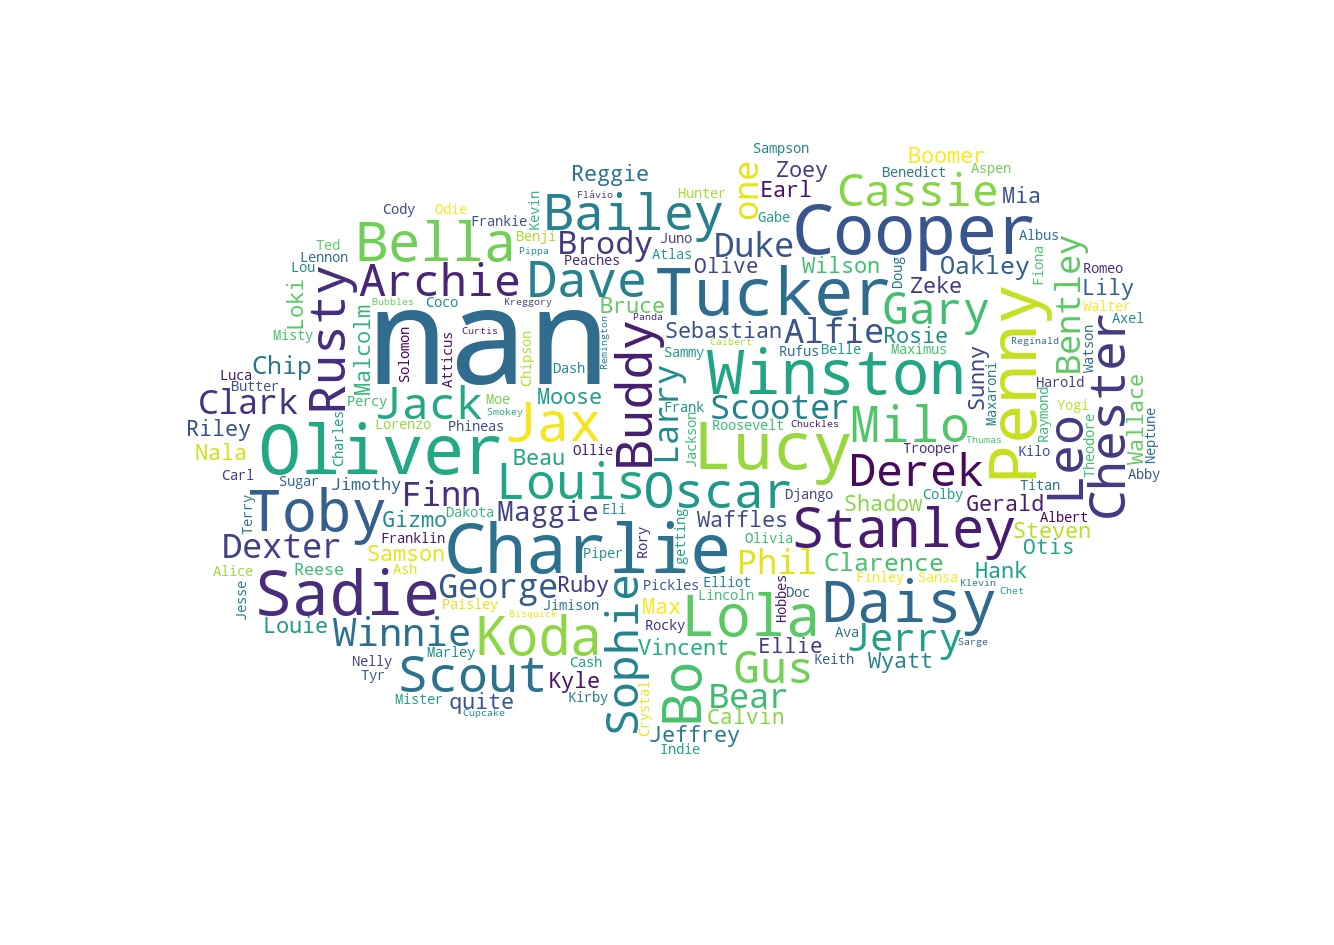 Sampson
Boomer
Reggie
one
Zoey
Benedict
Aspen
Earl
Cassie
Mia
Kevin
Flávio
Hunter
Cody
Odie
Frankie
Bailey
Gabe
Cooper
Albus
Ted
Lennon
Bella
Benji
Pippa
Brody
Juno
Atlas
Duke
Peaches
Olive
Wilson
Doug
Oakley
Fiona
Bentley
Romeo
Lou
Loki
Rusty
Archie
Dave
Tucker
Zeke
Lily
Misty
Malcolm
Bubbles
Coco
Kreggory
Bruce
Panda
Gary
Walter
Axel
nan
Solomon
Atticus
Curtis
Chipson
Remington
Buddy
Sebastian
Alfie
Rosie
Penny
Reginald
Watson
Chester
Calbert
Sammy
Rufus
Belle
Maximus
Chip
Luca
Butter
Dash
Larry
Winston
Sunny
Maxaroni
Harold
Wallace
Clark
Percy
Jack
Moe
Moose
Frank
Scooter
Yogi
Raymond
Leo
Theodore
Neptune
Smokey
Jax
Riley
Charles
Lorenzo
Phineas
Jackson
Roosevelt
Chuckles
Milo
Thomas
Nala
Oliver
Ollie
Lucy
Trooper
Kilo
Carl
Beau
Derek
Abby
Sugar
Jimothy
Louis
Oscar
Django
Colby
Titan
Terry
Toby
Finn
Dakota
Maggie
Eli
Waffles
Shadow
Gerald
Albert
Gizmo
getting
Stanley
Steven
Franklin
Rory
Olivia
Otis
Dexter
Samson
Charlie
Piper
Phil
Clarence
Alice
Reese
Ash
Hank
Jesse
Sadie
George
Ruby
Pickles
Elliot
Hobbes
Finley
Sansa
Klevin
Chet
Paisley
Jimison
Sophie
Max
Lincoln
Doc
Daisy
Bisquick
Louie
Winnie
Koda
Rocky
Lola
Ava
Jerry
Sarge
Marley
Vincent
Ellie
Nelly
Tyr
Scout
Cash
Keith
Wyatt
Kyle
Bo
Gus
Mister
quite
Kirby
Crystal
Bear
Cupcake
Calvin
Jeffrey
Indie